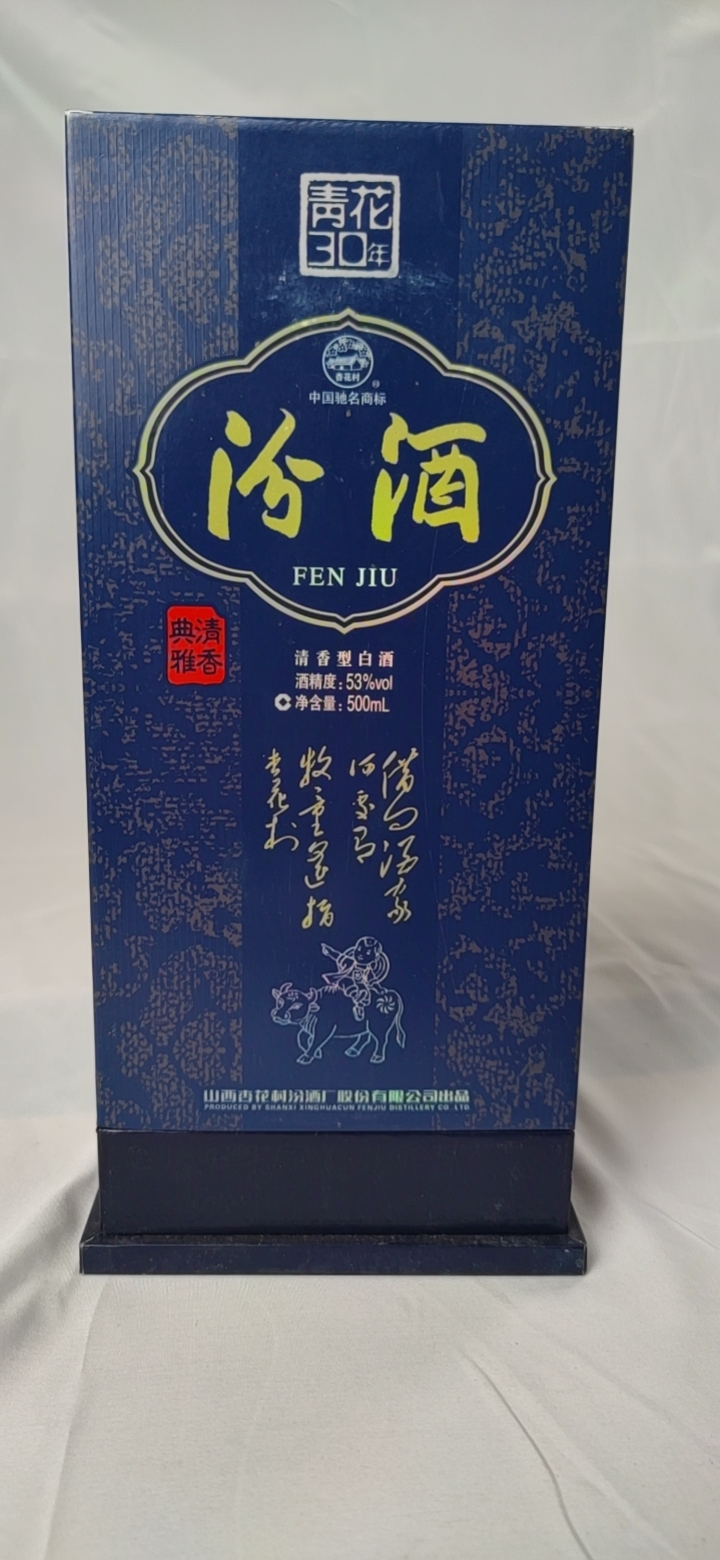 青花
30年
杏花村
®
中国驰名商标
汾酒
FEN JIU
清香
典雅
清香型白酒
酒精度:53%vol
净含量:500mL
借问酒家
何处有
牧童遥指
杏花村
山西杏花村汾酒厂股份有限公司出品
PRODUCED BY SHANXI XINGHUACUN FENJIU DISTILLERY CO. LTD